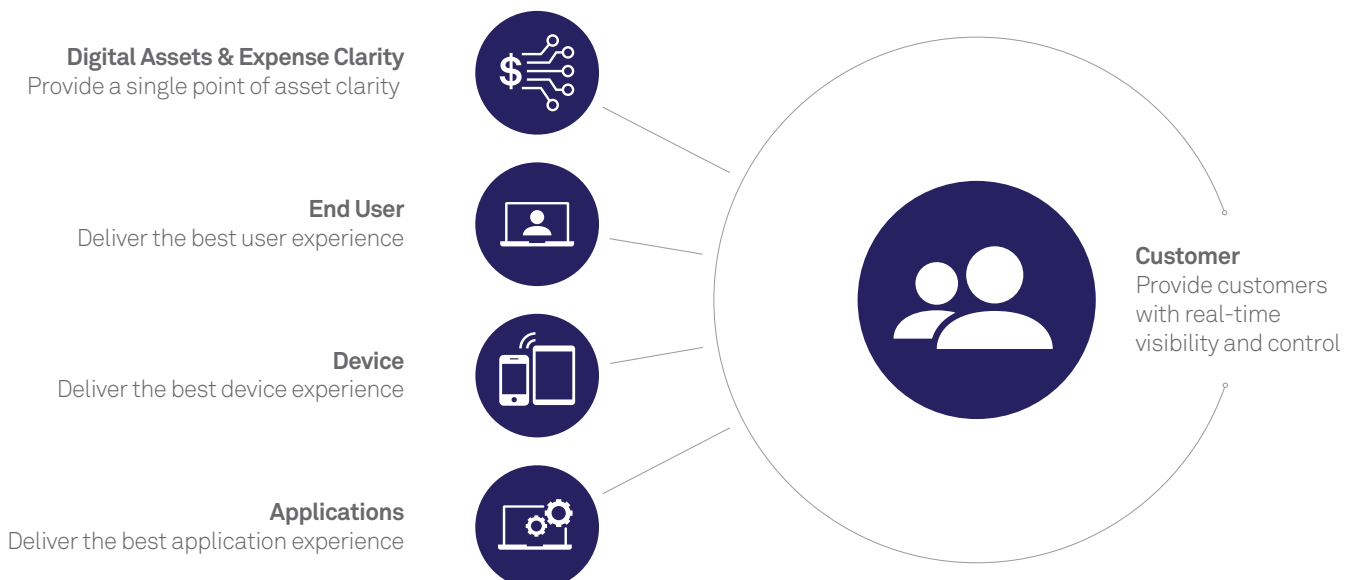 Digital Assets & Expense Clarity
Provide a single point of asset clarity
$
End User
Deliver the best user experience
Device
Deliver the best device experience
Applications
Deliver the best application experience
Customer
Provide customers
with real-time
visibility and control